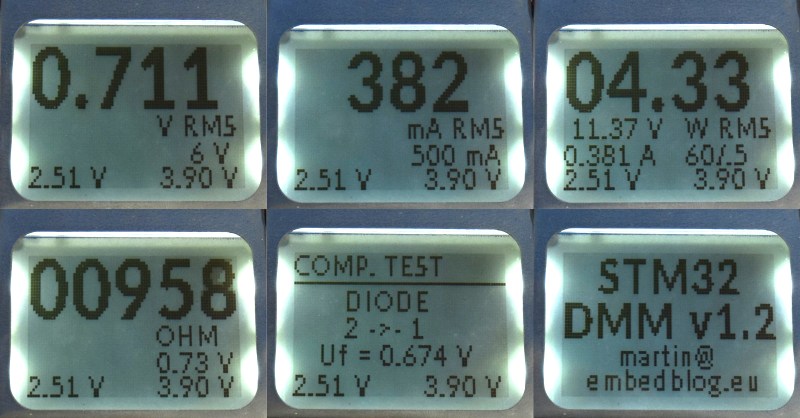 0.711
V RMS
6 V
2.51 V 3.90 V
382
mA RMS
500 mA
2.51 V 3.90 V
04.33
11.37 V W RMS
0.381 A 60/.5
2.51 V 3.90 V
00958
OHM
0.73 V
2.51 V 3.90 V
COMP. TEST
DIODE
2 ->- 1
Uf = 0.674 V
2.51 V 3.90 V
STM32
DMM v1.2
martin@
embedblog.eu